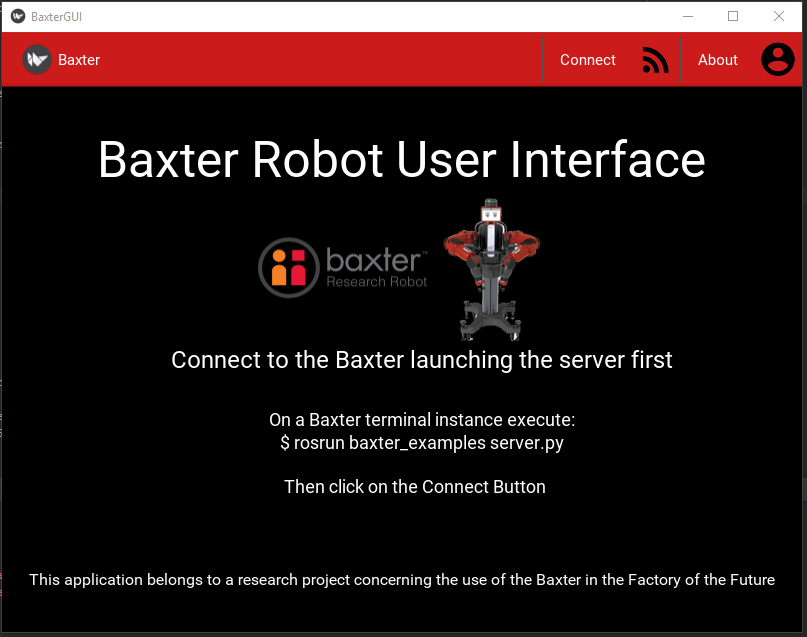 BaxterGUI
Baxter
Connect
About
Baxter Robot User Interface
baxter™
Research Robot
Connect to the Baxter launching the server first
On a Baxter terminal instance execute:
$ rosrun baxter_examples server.py
Then click on the Connect Button
This application belongs to a research project concerning the use of the Baxter in the Factory of the Future